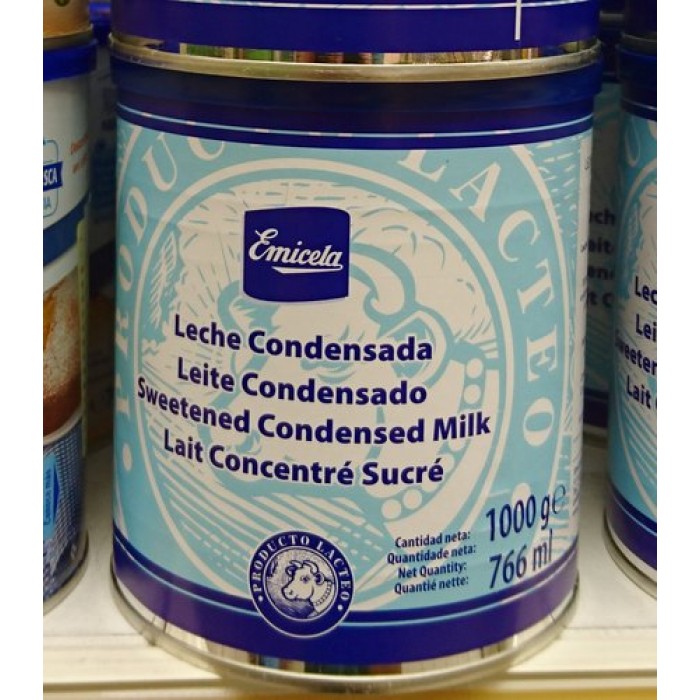 PRODUCTO LACTEO
Emicela
Leche Condensada
Leite Condensado
Sweetened Condensed Milk
Lait Concentré Sucré
Cantidad neta:
Quantidade neta:
Net Quantity:
Quantité nette:
1000 g℮
766 ml
PRODUCTO LACTEO